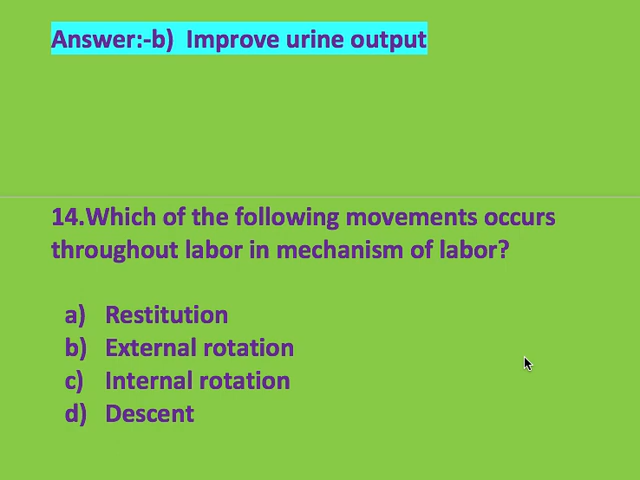 Answer:-b) Improve urine output
14.Which of the following movements occurs
throughout labor in mechanism of labor?
a) Restitution
b) External rotation
c) Internal rotation
d) Descent